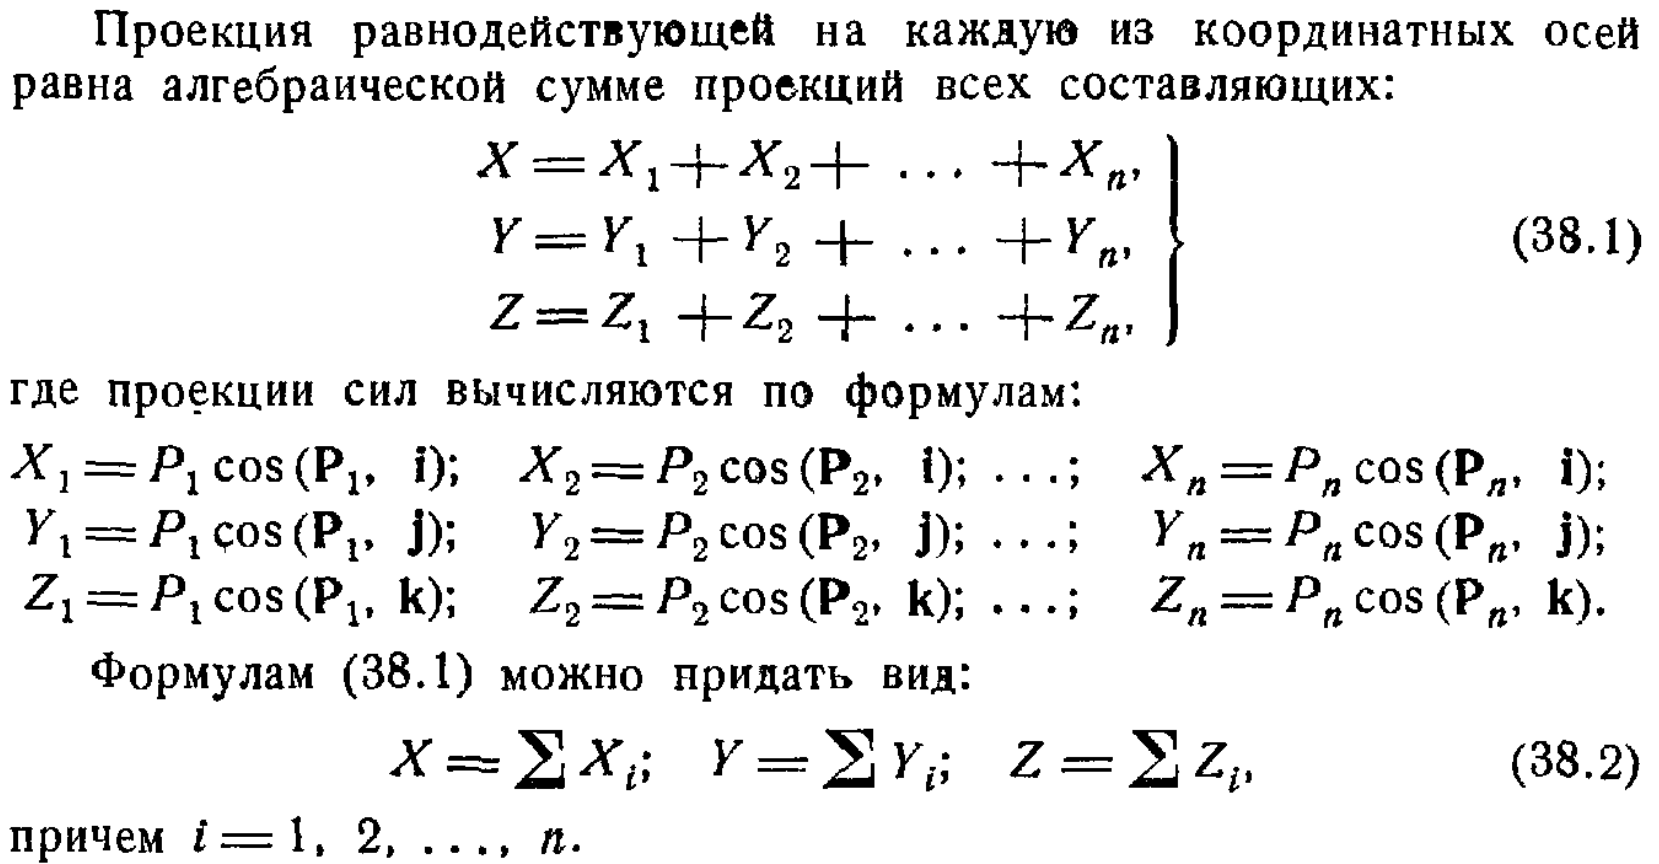 Проекция равнодействующей на каждую из координатных осей
равна алгебраической сумме проекций всех составляющих:
X = X₁ + X₂ + ... + Xₙ,
Y = Y₁ + Y₂ + ... + Yₙ,
(38.1)
Z = Z₁ + Z₂ + ... + Zₙ,
где проекции сил вычисляются по формулам:
X₁ = P₁ cos (P₁, i); X₂ = P₂ cos (P₂, i); ...; Xₙ = Pₙ cos (Pₙ, i);
Y₁ = P₁ cos (P₁, j); Y₂ = P₂ cos (P₂, j); ...; Yₙ = Pₙ cos (Pₙ, j);
Z₁ = P₁ cos (P₁, k); Z₂ = P₂ cos (P₂, k); ...; Zₙ = Pₙ cos (Pₙ, k).
Формулам (38.1) можно придать вид:
X = ∑ Xᵢ; Y = ∑ Yᵢ; Z = ∑ Zᵢ, (38.2)
причем i = 1, 2, ..., n.